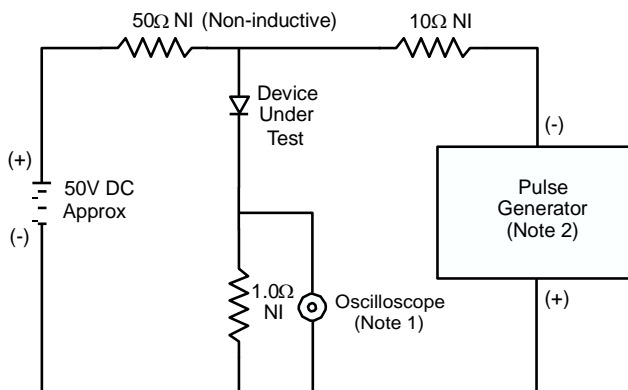 50Ω NI (Non-inductive)
10Ω NI
Device
Under
Test
(-)
(+)
50V DC
Approx
(-)
Pulse
Generator
(Note 2)
1.0Ω
NI
Oscilloscope
(Note 1)
(+)